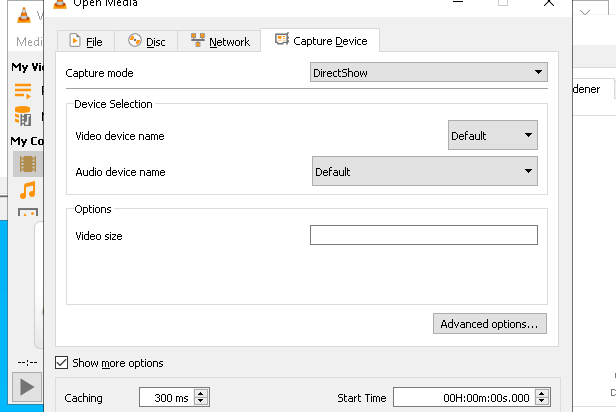 Open Media
Medi
File
Disc
Network
Capture Device
My Vi
Capture mode
DirectShow
dener
Device Selection
Video device name
Default
My Co
Audio device name
Default
Options
Video size
Advanced options...
--:--
Show more options
Caching
300 ms
Start Time
00H:00m:00s.000